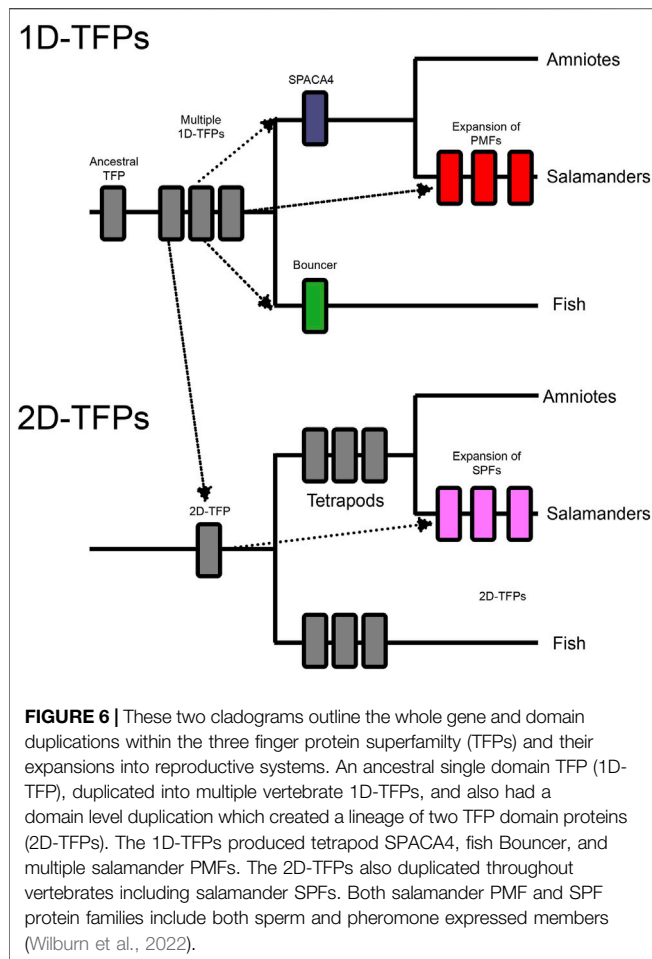 1D-TFPs
Amniotes
SPACA4
Multiple
1D-TFPs
Expansion of
PMFs
Ancestral
TFP
Salamanders
Bouncer
Fish
2D-TFPs
Amniotes
Expansion of
SPFs
Tetrapods
2D-TFP
Salamanders
2D-TFPs
Fish
FIGURE 6 | These two cladograms outline the whole gene and domain
duplications within the three finger protein superfamilty (TFPs) and their
expansions into reproductive systems. An ancestral single domain TFP (1D-
TFP), duplicated into multiple vertebrate 1D-TFPs, and also had a
domain level duplication which created a lineage of two TFP domain proteins
(2D-TFPs). The 1D-TFPs produced tetrapod SPACA4, fish Bouncer, and
multiple salamander PMFs. The 2D-TFPs also duplicated throughout
vertebrates including salamander SPFs. Both salamander PMF and SPF
protein families include both sperm and pheromone expressed members
(Wilburn et al., 2022).